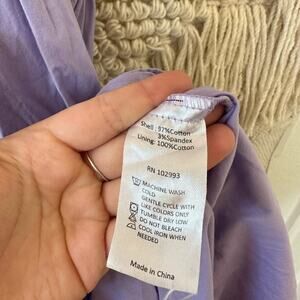 Shell : 97%Cotton
3%Spandex
Lining: 100%Cotton
RN 102993
MACHINE WASH
COLD
GENTLE CYCLE WITH
LIKE COLORS ONLY
TUMBLE DRY LOW
DO NOT BLEACH
COOL IRON WHEN
NEEDED
Made in China